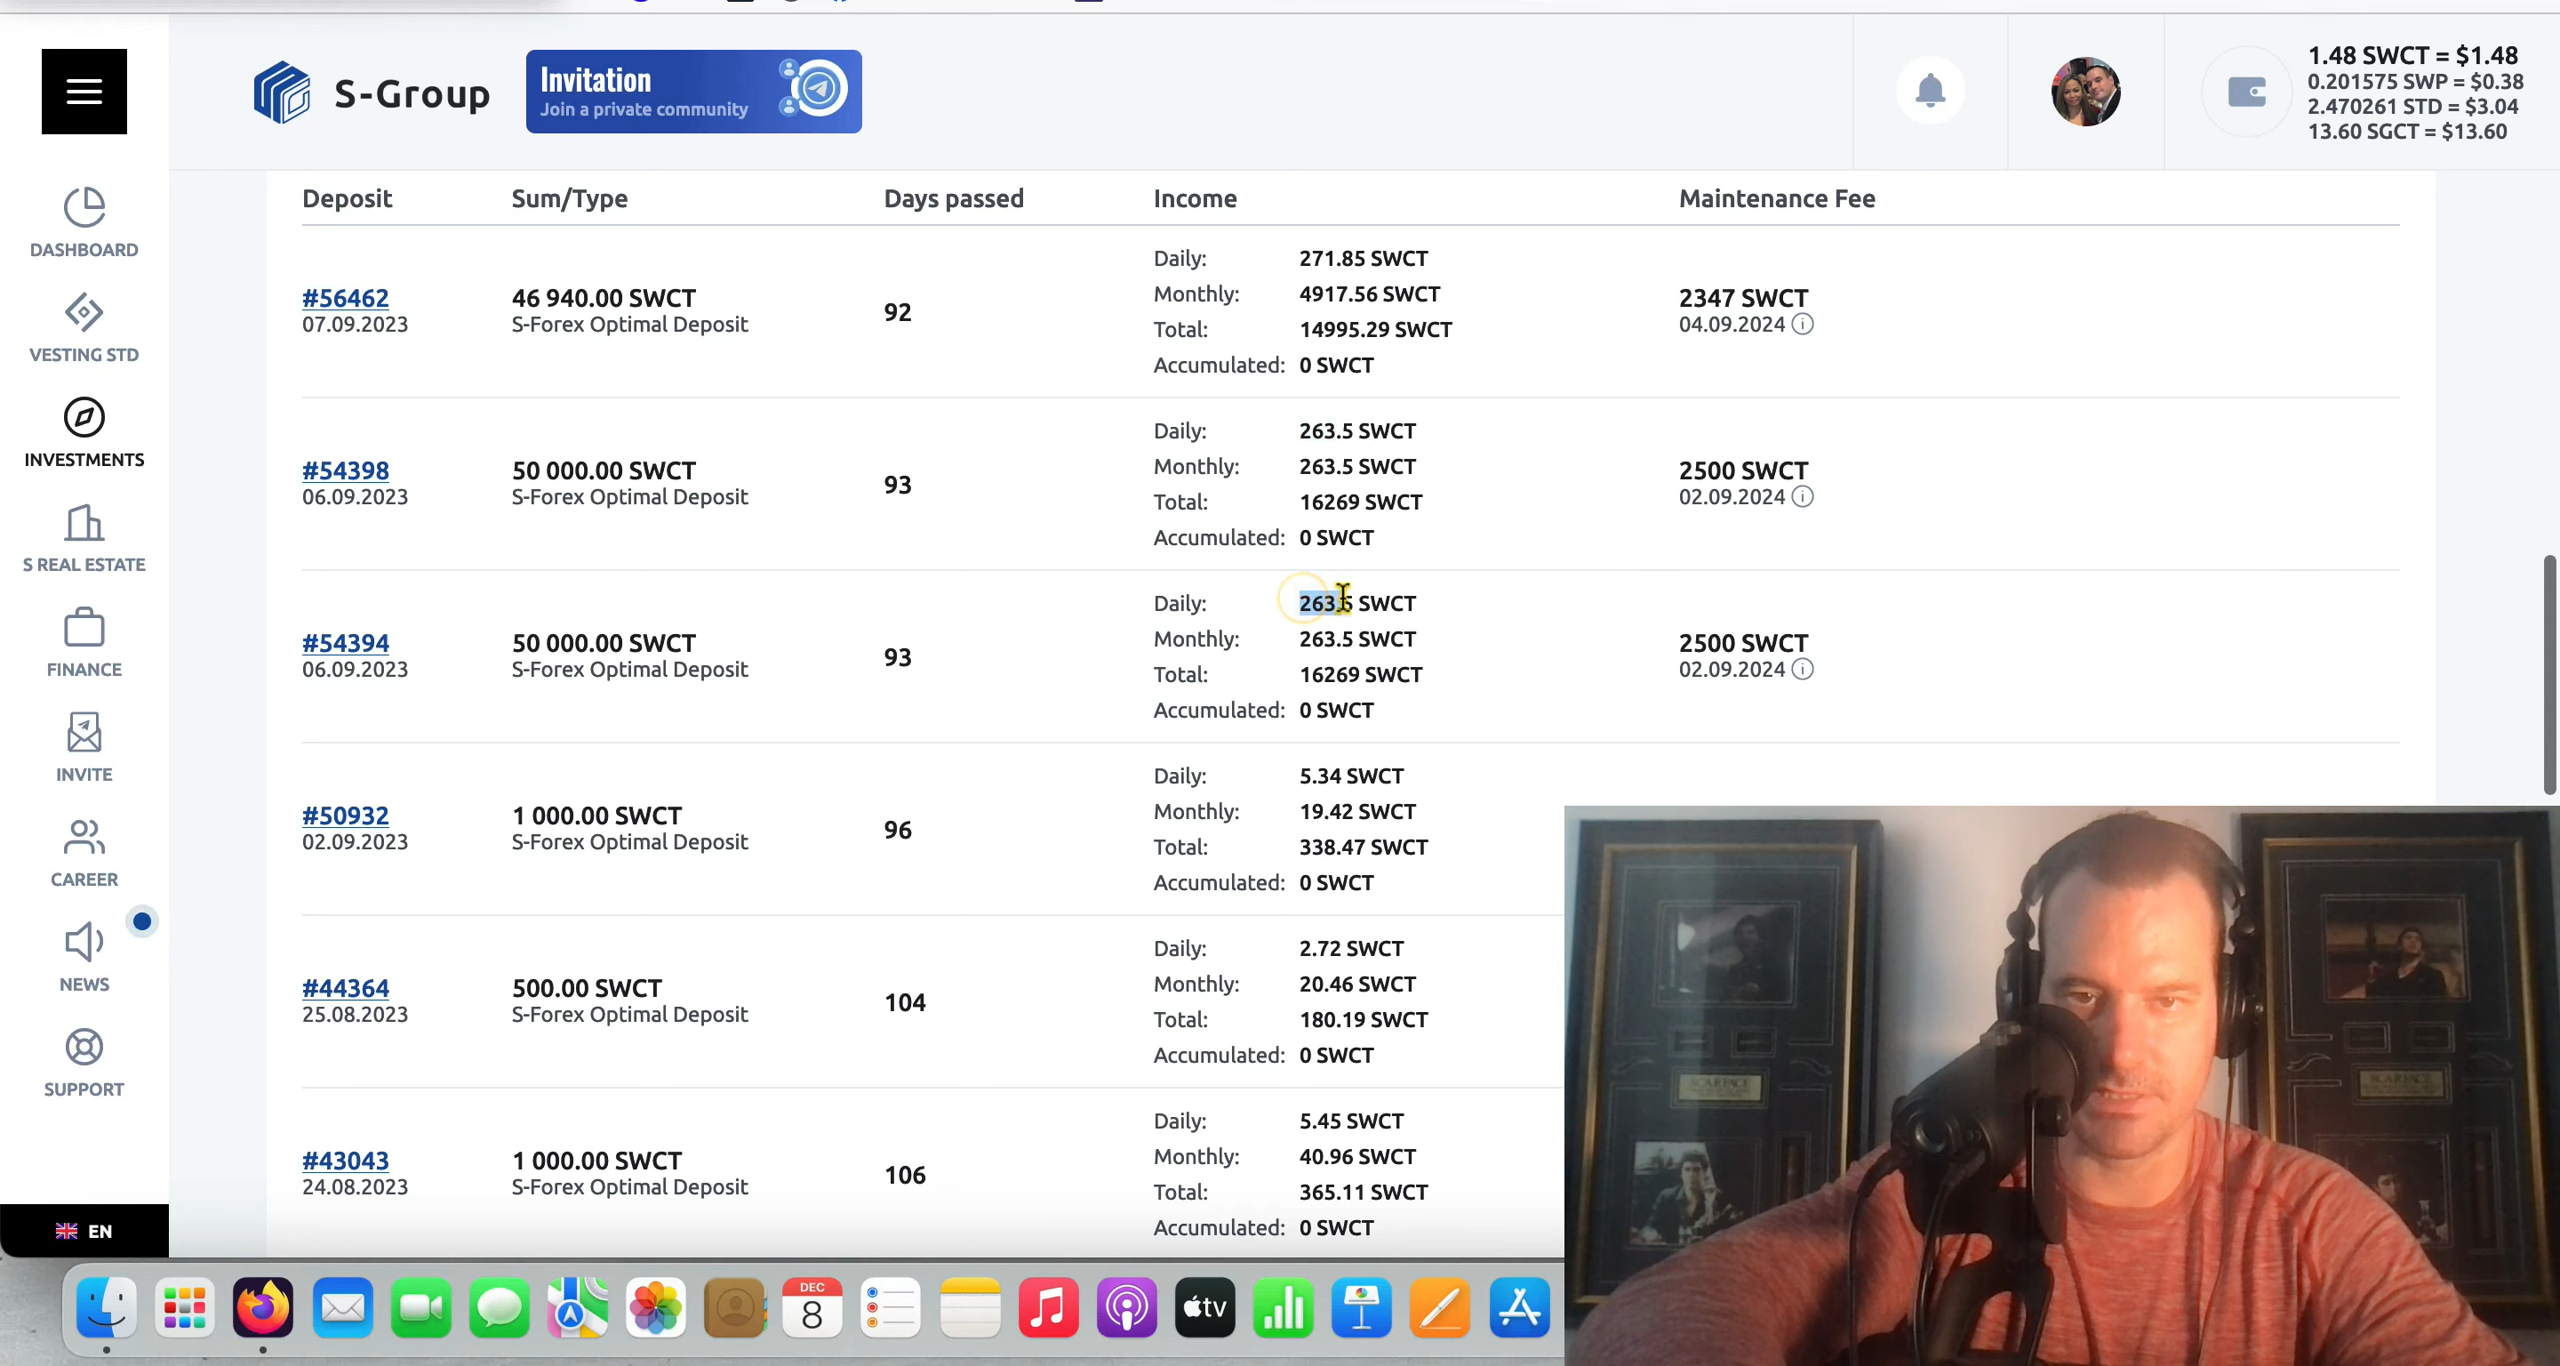 S-Group
Invitation
Join a private community
1.48 SWCT = $1.48
0.201575 SWP = $0.38
2.470261 STD = $3.04
13.60 SGCT = $13.60
DASHBOARD
VESTING STD
INVESTMENTS
S REAL ESTATE
FINANCE
INVITE
CAREER
NEWS
SUPPORT
EN
Deposit Sum/Type Days passed Income Maintenance Fee
#56462
07.09.2023
46 940.00 SWCT
S-Forex Optimal Deposit
92
Daily: 271.85 SWCT
Monthly: 4917.56 SWCT
Total: 14995.29 SWCT
Accumulated: 0 SWCT
2347 SWCT
04.09.2024
#54398
06.09.2023
50 000.00 SWCT
S-Forex Optimal Deposit
93
Daily: 263.5 SWCT
Monthly: 263.5 SWCT
Total: 16269 SWCT
Accumulated: 0 SWCT
2500 SWCT
02.09.2024
#54394
06.09.2023
50 000.00 SWCT
S-Forex Optimal Deposit
93
Daily: 263.5 SWCT
Monthly: 263.5 SWCT
Total: 16269 SWCT
Accumulated: 0 SWCT
2500 SWCT
02.09.2024
#50932
02.09.2023
1 000.00 SWCT
S-Forex Optimal Deposit
96
Daily: 5.34 SWCT
Monthly: 19.42 SWCT
Total: 338.47 SWCT
Accumulated: 0 SWCT
#44364
25.08.2023
500.00 SWCT
S-Forex Optimal Deposit
104
Daily: 2.72 SWCT
Monthly: 20.46 SWCT
Total: 180.19 SWCT
Accumulated: 0 SWCT
#43043
24.08.2023
1 000.00 SWCT
S-Forex Optimal Deposit
106
Daily: 5.45 SWCT
Monthly: 40.96 SWCT
Total: 365.11 SWCT
Accumulated: 0 SWCT
SCARFACE
SCARFACE
DEC
8
tv